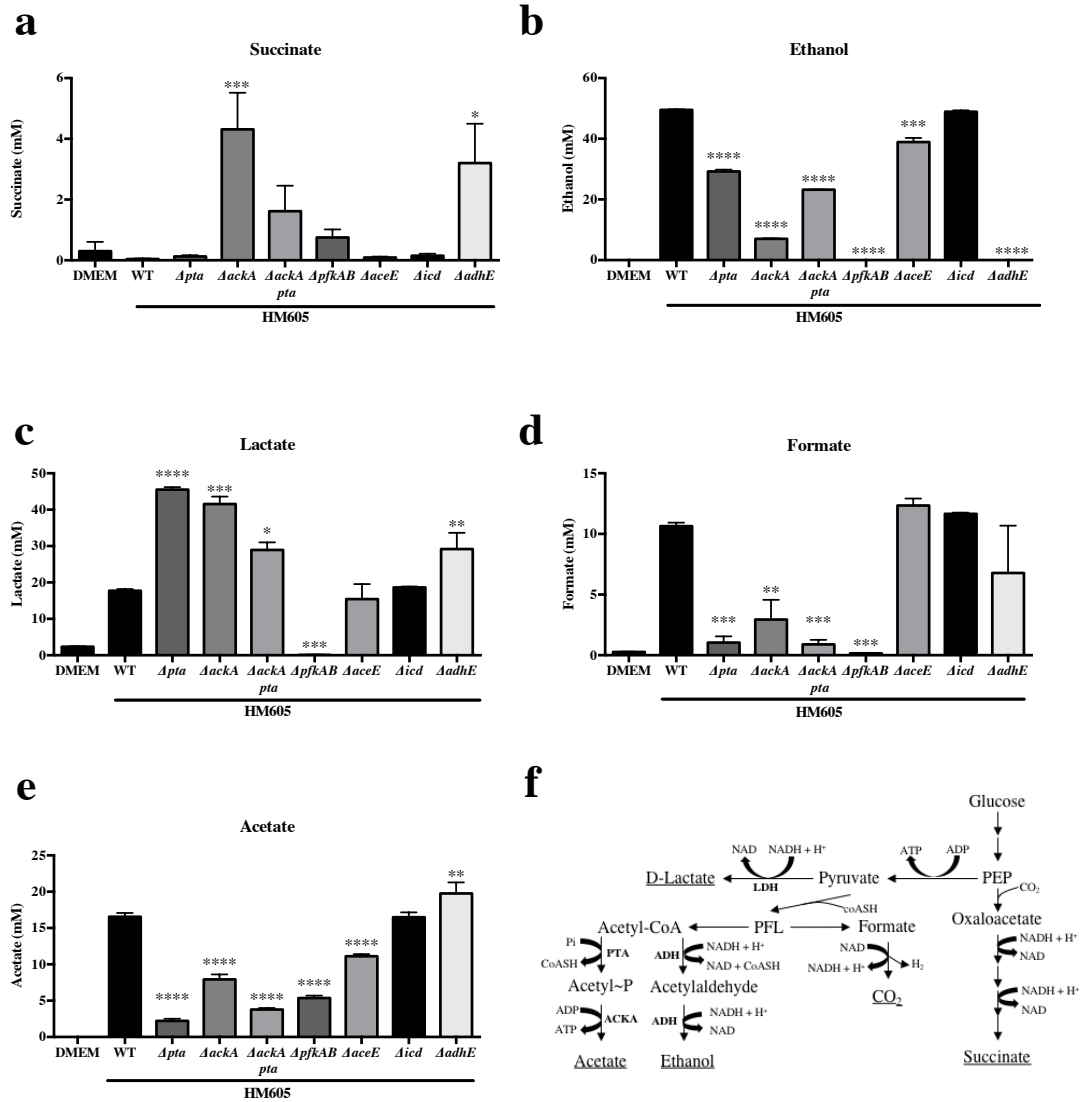 a
Succinate
Succinate (mM)
6
4
2
0
***
*
DMEM WT Δpta ΔackA ΔackA ΔpfkAB ΔaceE Δicd ΔadhE
pta
HM605
b
Ethanol
Ethanol (mM)
60
40
20
0
****
****
****
****
***
****
DMEM WT Δpta ΔackA ΔackA ΔpfkAB ΔaceE Δicd ΔadhE
pta
HM605
c
Lactate
Lactate (mM)
50
40
30
20
10
0
****
***
*
***
**
DMEM WT Δpta ΔackA ΔackA ΔpfkAB ΔaceE Δicd ΔadhE
pta
HM605
d
Formate
Formate (mM)
15
10
5
0
***
**
***
***
DMEM WT Δpta ΔackA ΔackA ΔpfkAB ΔaceE Δicd ΔadhE
pta
HM605
e
Acetate
Acetate (mM)
25
20
15
10
5
0
****
****
****
****
****
**
DMEM WT Δpta ΔackA ΔackA ΔpfkAB ΔaceE Δicd ΔadhE
pta
HM605
f
Glucose
NAD NADH + H⁺ ATP ADP
D-Lactate LDH Pyruvate PEP
CO₂
coASH
Oxaloacetate
Acetyl-CoA PFL Formate
Pi PTA CoASH
ADH NADH + H⁺
NAD + CoASH
NAD
NADH + H⁺ H₂
NADH + H⁺
NAD
Acetyl~P Acetylaldehyde CO₂
ADP ACKA ATP
ADH NADH + H⁺
NAD
NADH + H⁺
NAD
Acetate Ethanol Succinate